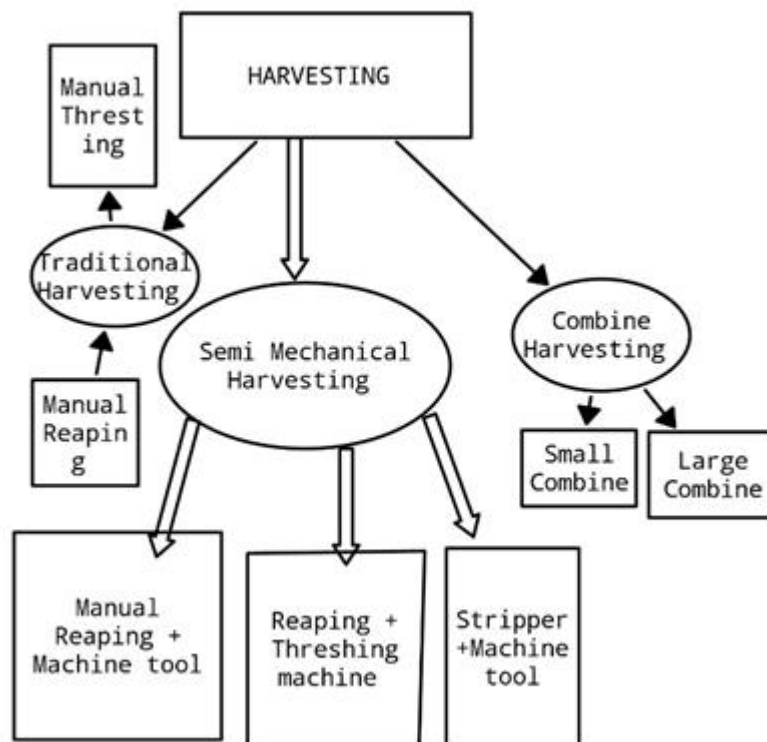 HARVESTING
Manual
Threst
ing
Traditional
Harvesting
Manual
Reapin
g
Semi Mechanical
Harvesting
Combine
Harvesting
Small
Combine
Large
Combine
Manual
Reaping +
Machine tool
Reaping +
Threshing
machine
Stripper
+Machine
tool